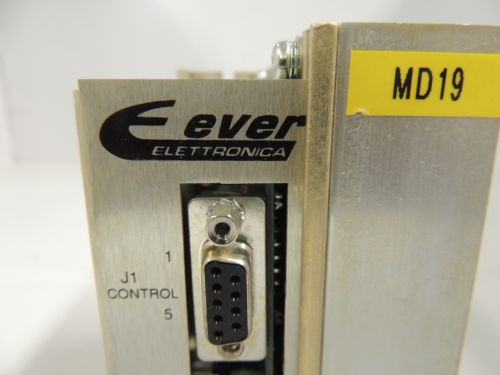 ever
ELETTRONICA
MD19
1
J1
CONTROL
5